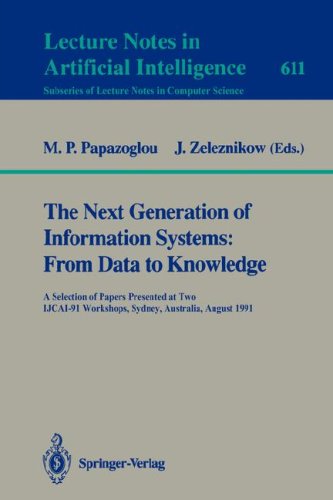 Lecture Notes in
Artificial Intelligence 611
Subseries of Lecture Notes in Computer Science
M. P. Papazoglou J. Zeleznikow (Eds.)
The Next Generation of
Information Systems:
From Data to Knowledge
A Selection of Papers Presented at Two
IJCAI-91 Workshops, Sydney, Australia, August 1991
Springer-Verlag